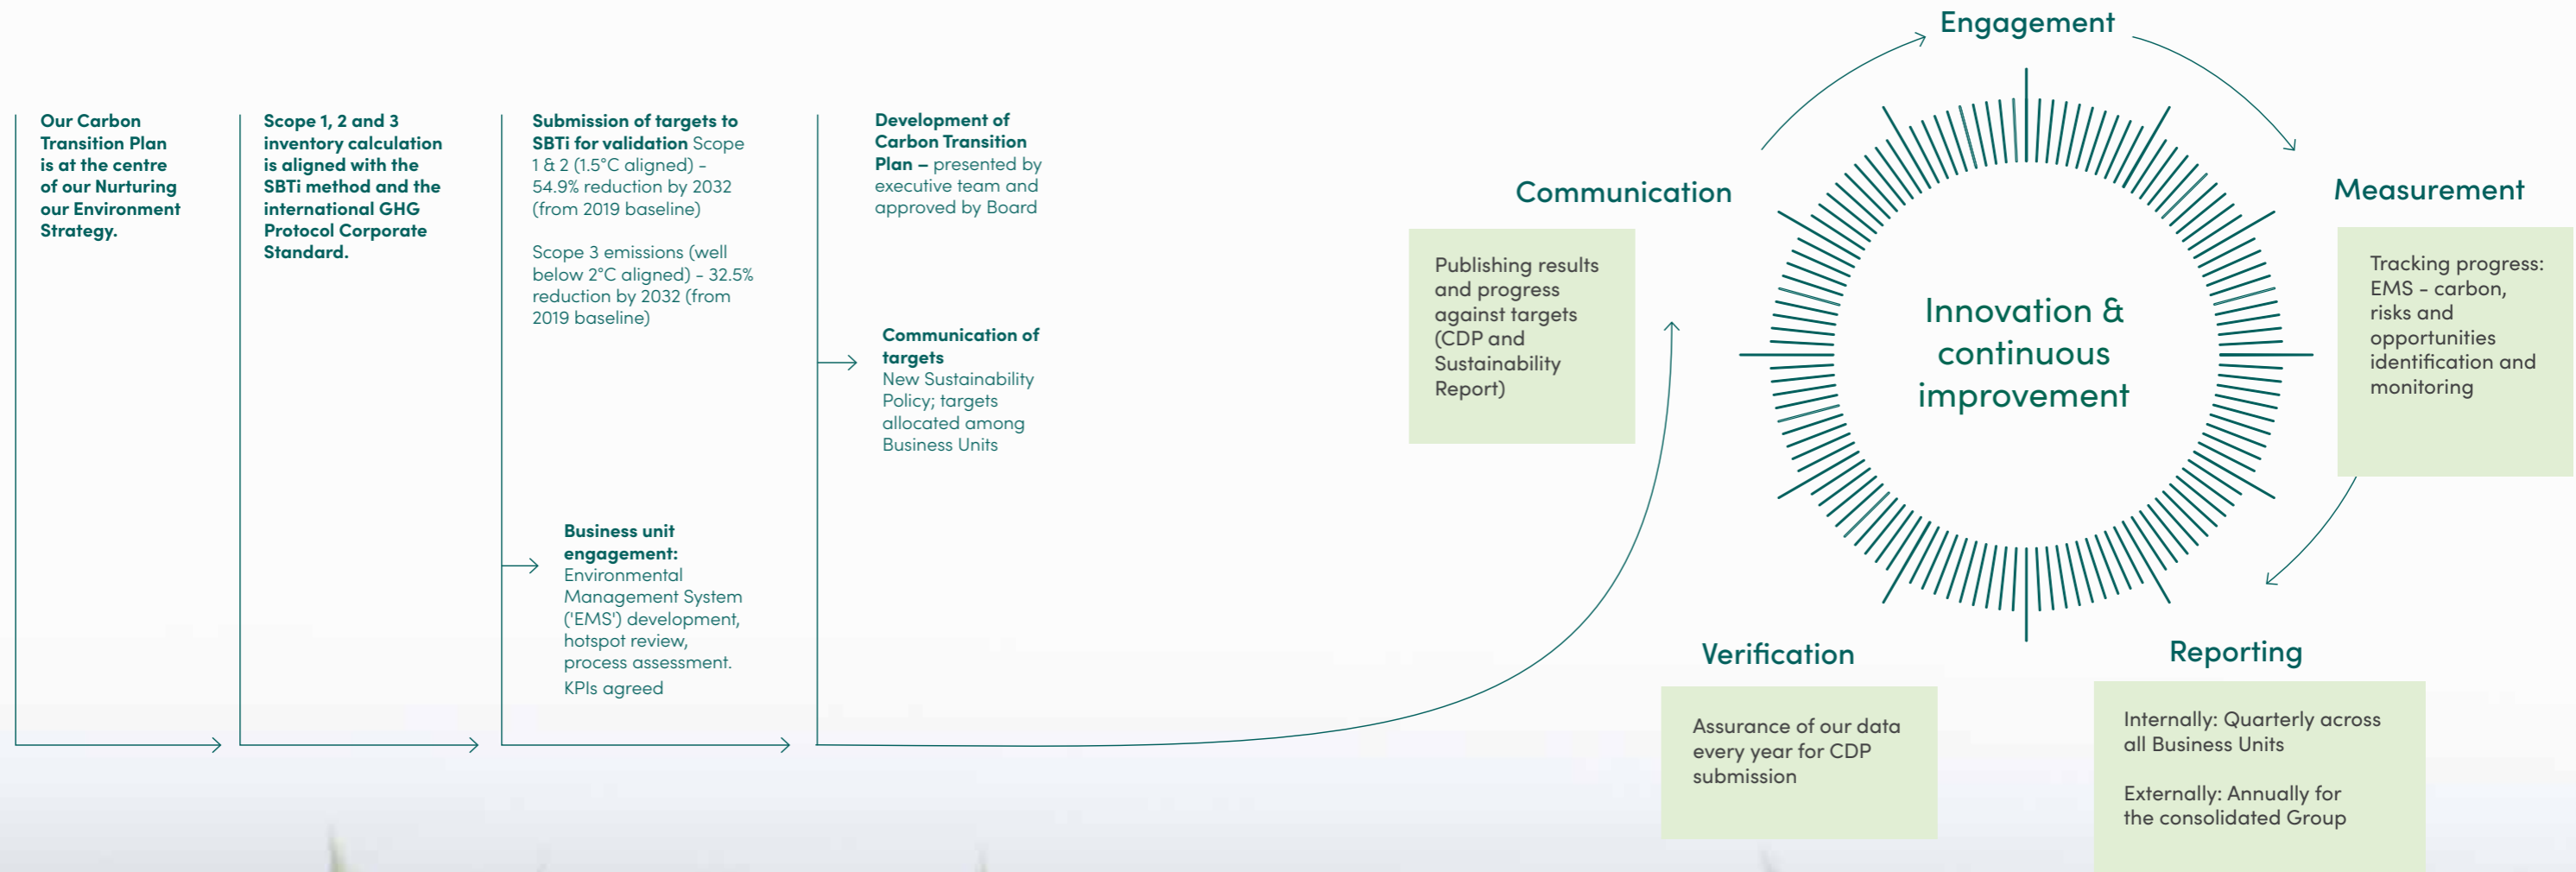 Our Carbon
Transition Plan
is at the centre
of our Nurturing
our Environment
Strategy.
Scope 1, 2 and 3
inventory calculation
is aligned with the
SBTi method and the
international GHG
Protocol Corporate
Standard.
Submission of targets to
SBTi for validation Scope
1 & 2 (1.5°C aligned) -
54.9% reduction by 2032
(from 2019 baseline)
Scope 3 emissions (well
below 2°C aligned) - 32.5%
reduction by 2032 (from
2019 baseline)
Business unit
engagement:
Environmental
Management System
('EMS') development,
hotspot review,
process assessment.
KPIs agreed
Development of
Carbon Transition
Plan – presented by
executive team and
approved by Board
Communication of
targets
New Sustainability
Policy; targets
allocated among
Business Units
Engagement
Measurement
Tracking progress:
EMS - carbon,
risks and
opportunities
identification and
monitoring
Reporting
Internally: Quarterly across
all Business Units
Externally: Annually for
the consolidated Group
Verification
Assurance of our data
every year for CDP
submission
Communication
Publishing results
and progress
against targets
(CDP and
Sustainability
Report)
Innovation &
continuous
improvement